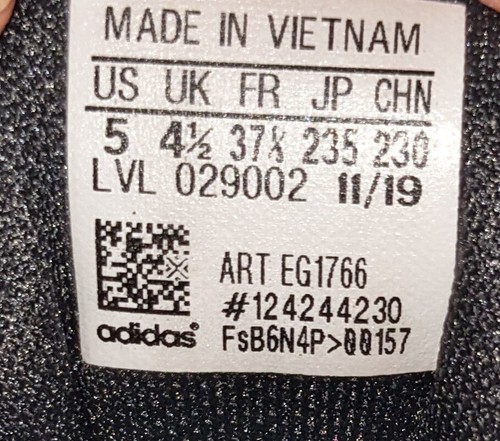 MADE IN VIETNAM
US UK FR JP CHN
5 4½ 37⅓ 235 230
LVL 029002 11/19
ART EG1766
#124244230
adidas® FsB6N4P>00157